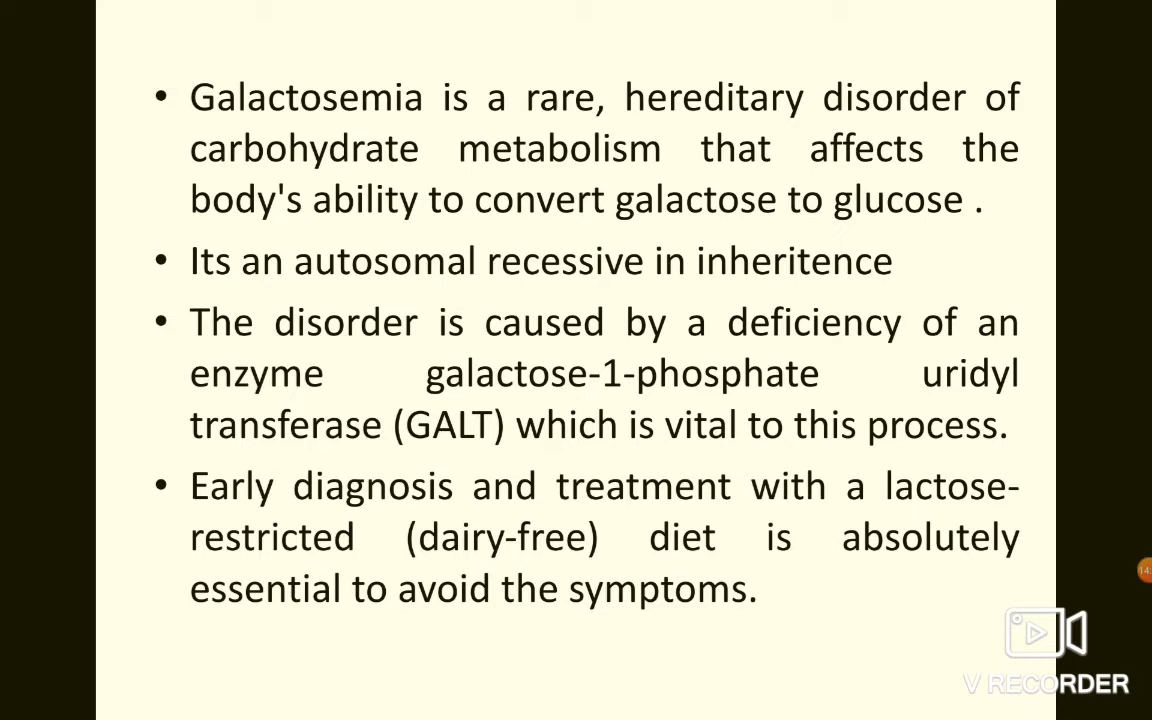 • Galactosemia is a rare, hereditary disorder of
carbohydrate metabolism that affects the
body's ability to convert galactose to glucose .
• Its an autosomal recessive in inheritence
• The disorder is caused by a deficiency of an
enzyme galactose-1-phosphate uridyl
transferase (GALT) which is vital to this process.
• Early diagnosis and treatment with a lactose-
restricted (dairy-free) diet is absolutely
essential to avoid the symptoms.
14:
V RECORDER